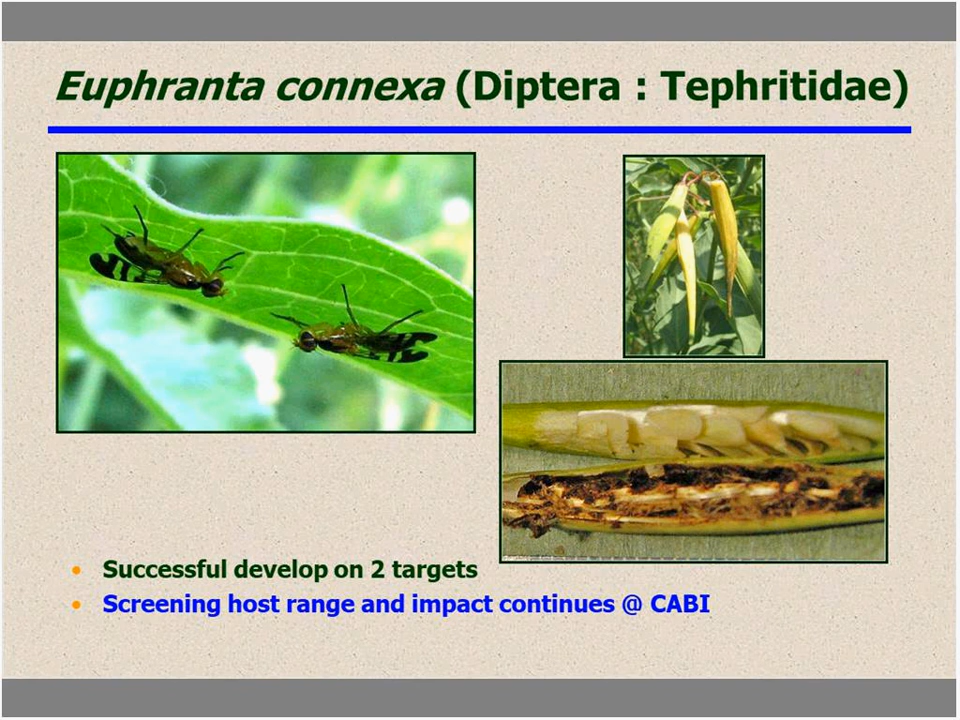 Euphranta connexa (Diptera : Tephritidae)
• Successful develop on 2 targets
• Screening host range and impact continues @ CABI